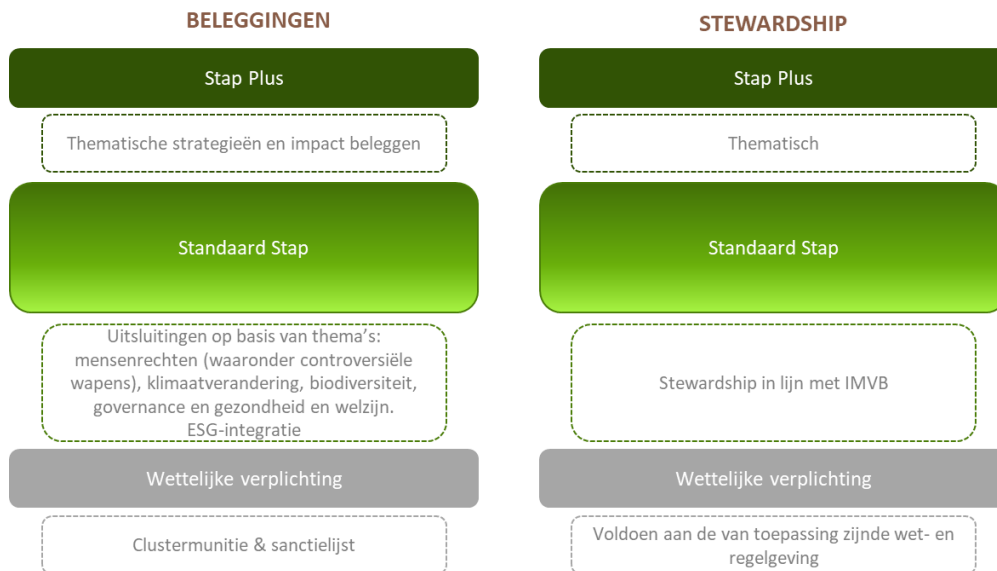 BELEGGINGEN
Stap Plus
Thematische strategieën en impact beleggen
Standaard Stap
Uitsluitingen op basis van thema's:
mensenrechten (waaronder controversiële
wapens), klimaatverandering, biodiversiteit,
governance en gezondheid en welzijn.
ESG-integratie
Wettelijke verplichting
Clustermunitie & sanctielijst
STEWARDSHIP
Stap Plus
Thematisch
Standaard Stap
Stewardship in lijn met IMVB
Wettelijke verplichting
Voldoen aan de van toepassing zijnde wet- en
regelgeving